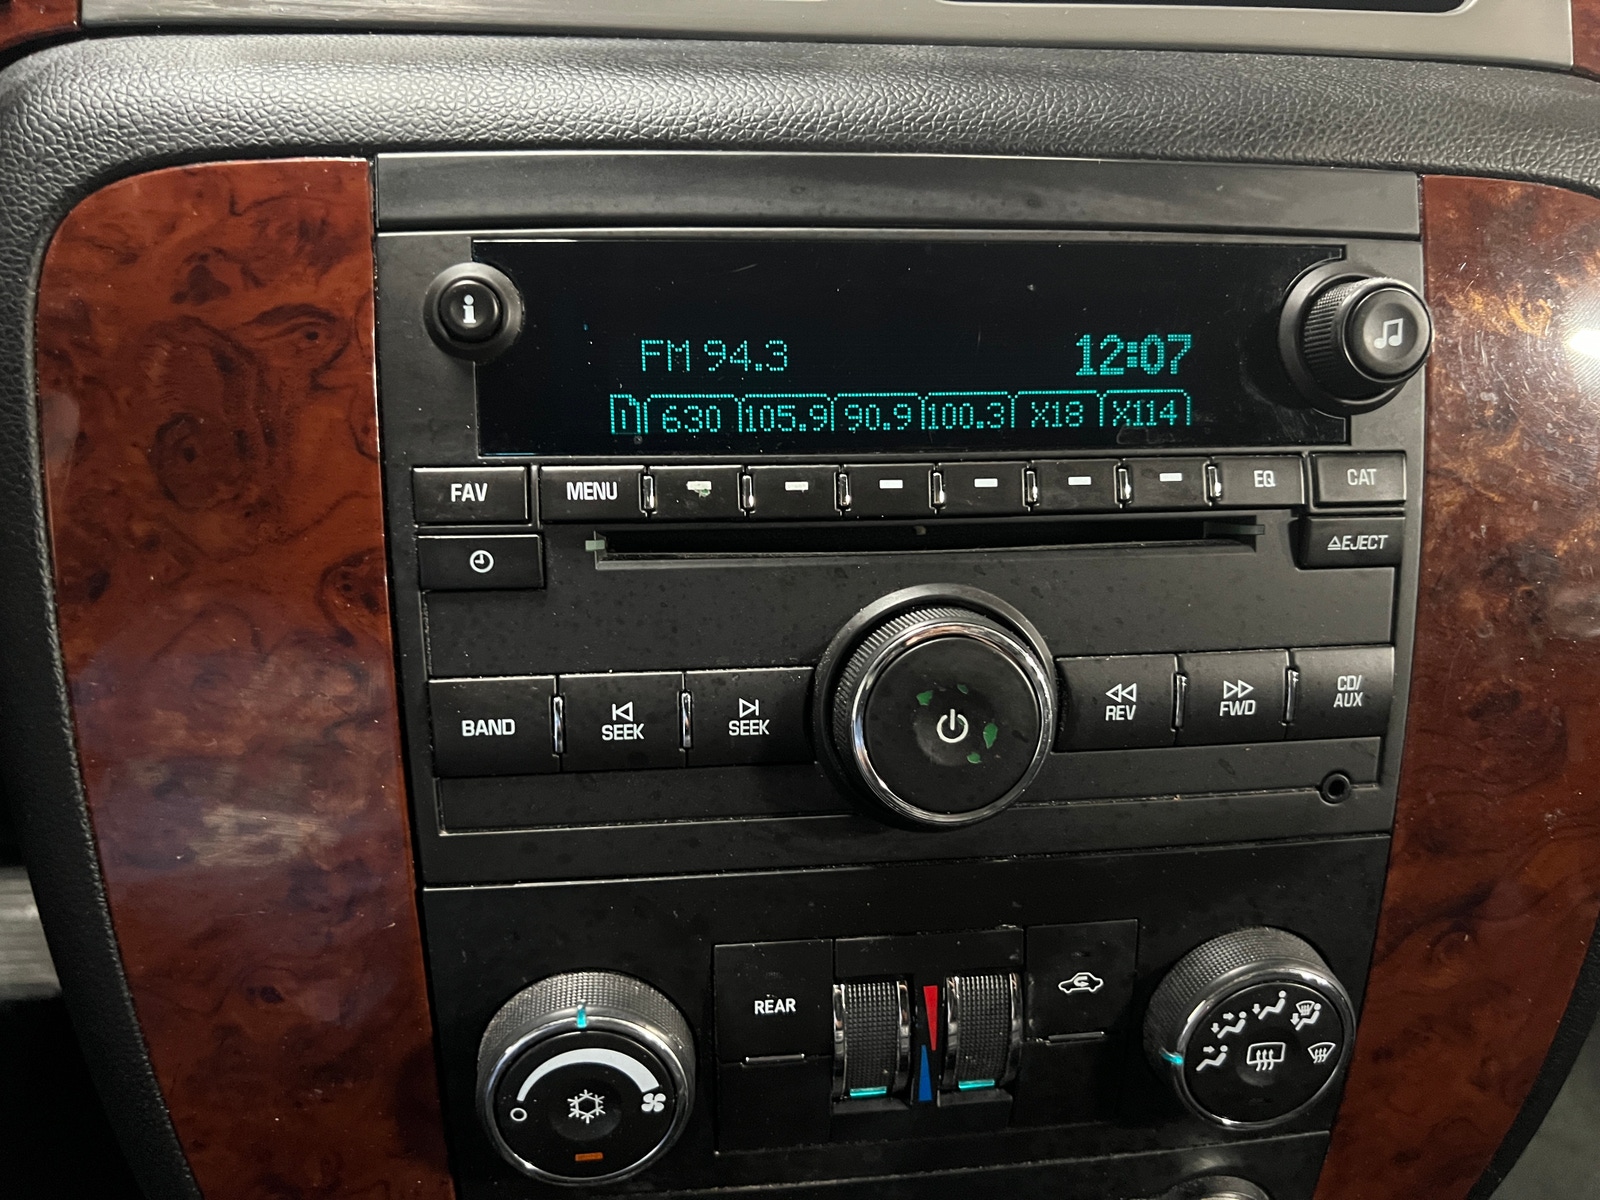 FM 94.3 12:07
1 630 105.9 90.9 100.3 X18 X114
FAV MENU EQ CAT
EJECT
BAND SEEK SEEK REV FWD CD/
AUX
REAR